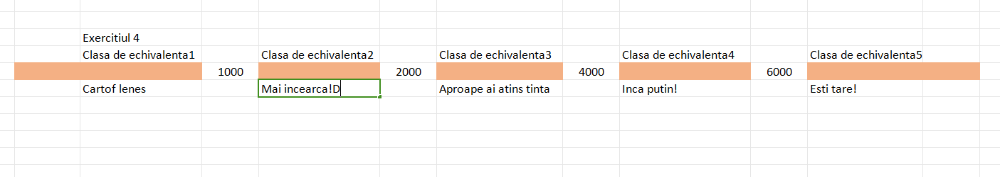 Exercitiul 4
Clasa de echivalenta1 Clasa de echivalenta2 Clasa de echivalenta3 Clasa de echivalenta4 Clasa de echivalenta5
1000 2000 4000 6000
Cartof lenes Mai incearca!D Aproape ai atins tinta Inca putin! Esti tare!